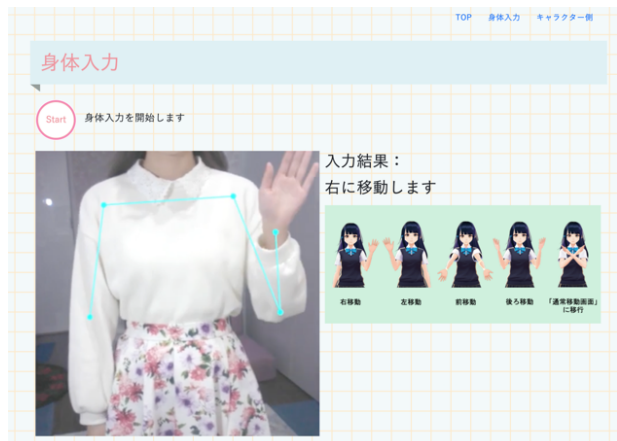 TOP 身体入力 キャラクター側
身体入力
Start 身体入力を開始します
入力結果：
右に移動します
右移動 左移動 前移動 後ろ移動 「通常移動画面」
に移行